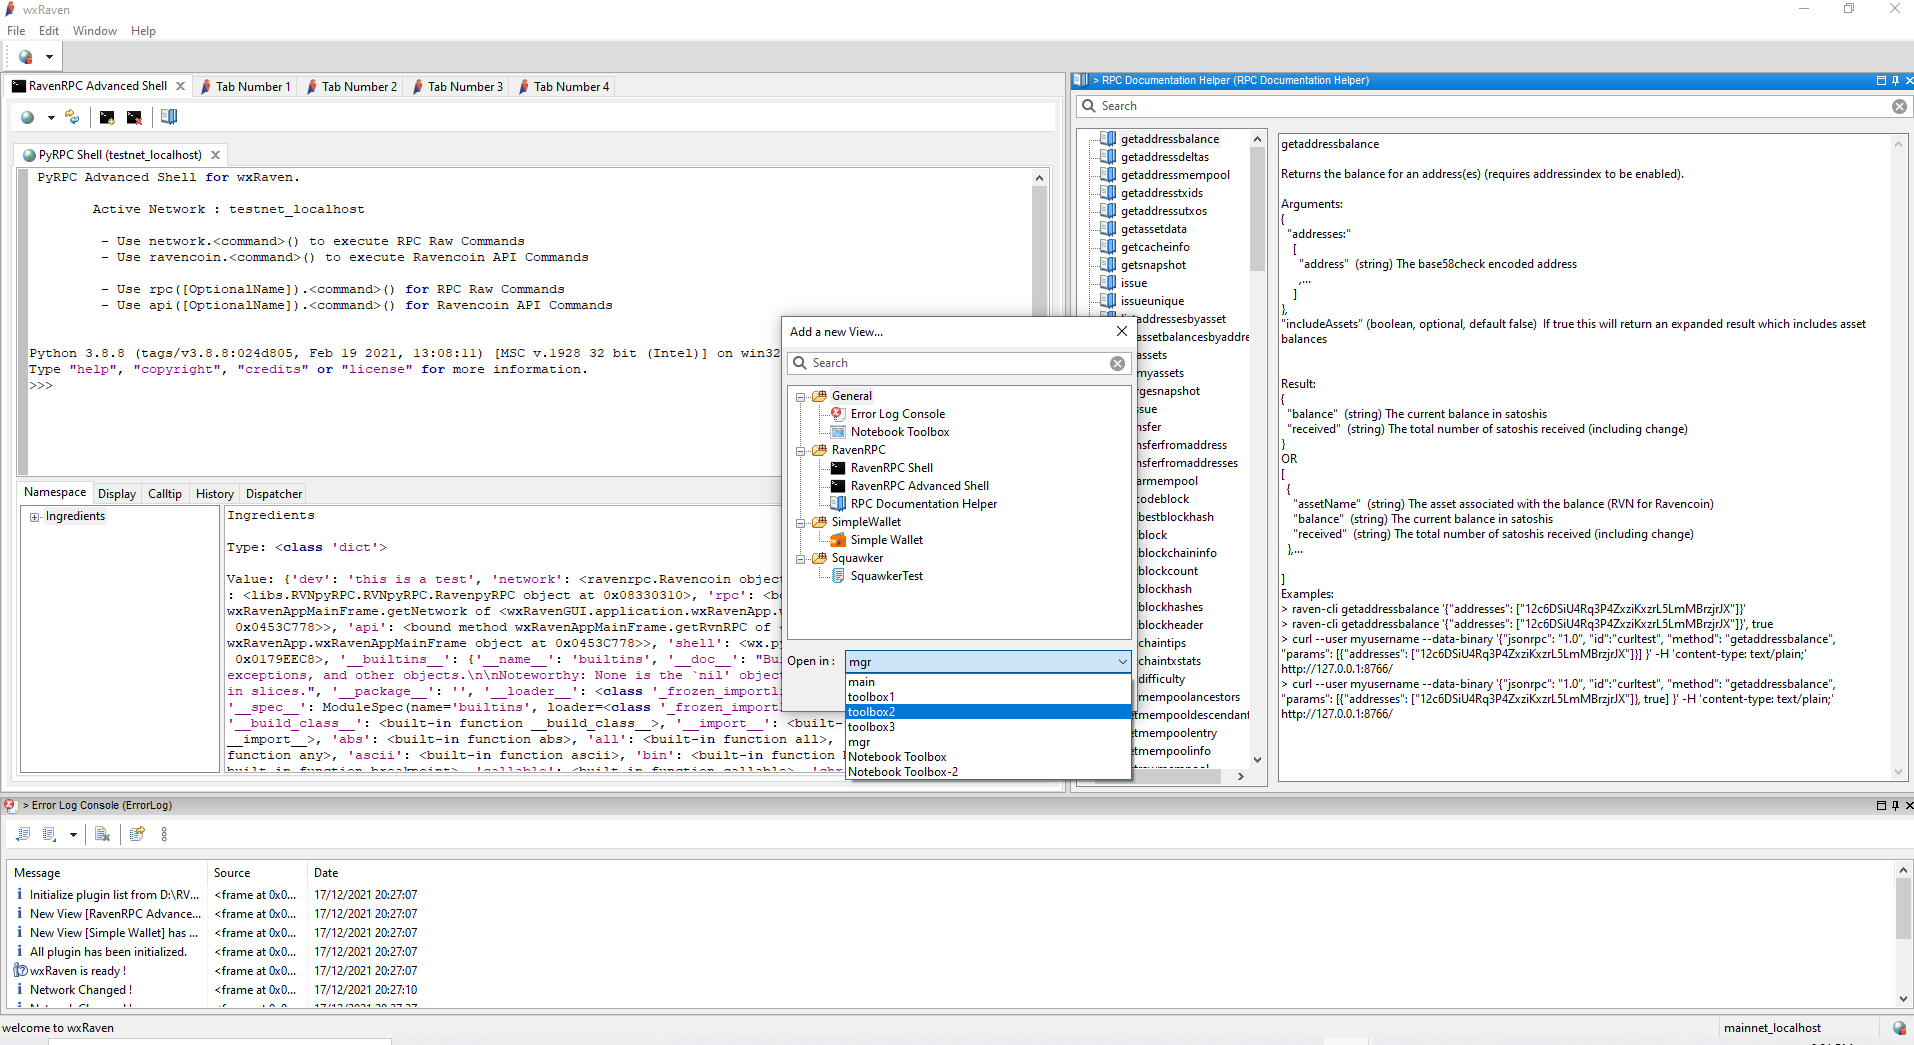 wxRaven
File Edit Window Help
RavenRPC Advanced Shell
Tab Number 1
Tab Number 2
Tab Number 3
Tab Number 4
PyRPC Shell (testnet_localhost)
PyRPC Advanced Shell for wxRaven.
Active Network : testnet_localhost
- Use network.<command>() to execute RPC Raw Commands
- Use ravencoin.<command>() to execute Ravencoin API Commands
- Use rpc([OptionalName]).<command>() for RPC Raw Commands
- Use api([OptionalName]).<command>() for Ravencoin API Commands
Python 3.8.8 (tags/v3.8.8:024d805, Feb 19 2021, 13:08:11) [MSC v.1928 32 bit (Intel)] on win32
Type "help", "copyright", "credits" or "license" for more information.
>>>
Namespace Display Calltip History Dispatcher
Ingredients
Ingredients
Type: <class 'dict'>
Value: {'dev': 'this is a test', 'network': <ravenrpc.Ravencoin objec
: <libs.RVNpyRPC.RVNpyRPC.RavenpyRPC object at 0x08330310>, 'rpc': <bo
wxRavenAppMainFrame.getNetwork of <wxRavenGUI.application.wxRavenApp.
0x0453C778>>, 'api': <bound method wxRavenAppMainFrame.getRvnRPC of <
wxRavenApp.wxRavenAppMainFrame object at 0x0453C778>>, 'shell': <wx.py
0x0179EEC8>, '__builtins__': {'__name__': 'builtins', '__doc__': "Bui
exceptions, and other objects.\n\nNoteworthy: None is the `nil' objec
in slices.", '__package__': '', '__loader__': <class '_frozen_importli
'__spec__': ModuleSpec(name='builtins', loader=<class '_frozen_importl
'__build_class__': <built-in function __build_class__>, '__import__': <built-
__import__>, 'abs': <built-in function abs>, 'all': <built-in function all>,
function any>, 'ascii': <built-in function ascii>, 'bin': <built-in function
built-in function breakpoint>, 'callable': <built-in function callable>, 'chr
> RPC Documentation Helper (RPC Documentation Helper)
Search
getaddressbalance
getaddressdeltas
getaddressmempool
getaddresstxids
getaddressutxos
getassetdata
getcacheinfo
getsnapshot
issue
issueunique
listaddressesbyasset
assetbalancesbyaddre
assets
myassets
rgesnapshot
sue
nsfer
nsferfromaddress
nsferfromaddresses
armempool
codeblock
bestblockhash
block
blockchaininfo
blockcount
blockhash
blockhashes
blockheader
chaintips
chaintxstats
difficulty
mempoolancestors
etmempooldescendant
etmempoolentry
etmempoolinfo
getaddressbalance
Returns the balance for an address(es) (requires addressindex to be enabled).
Arguments:
{
"addresses:"
[
"address" (string) The base58check encoded address
,...
]
},
"includeAssets" (boolean, optional, default false) If true this will return an expanded result which includes asset
balances
Result:
{
"balance" (string) The current balance in satoshis
"received" (string) The total number of satoshis received (including change)
}
OR
[
{
"assetName" (string) The asset associated with the balance (RVN for Ravencoin)
"balance" (string) The current balance in satoshis
"received" (string) The total number of satoshis received (including change)
},...
]
Examples:
> raven-cli getaddressbalance '{"addresses": ["12c6DSiU4Rq3P4ZxziKxzrL5LmMBrzjrJX"]}'
> raven-cli getaddressbalance '{"addresses": ["12c6DSiU4Rq3P4ZxziKxzrL5LmMBrzjrJX"]}', true
> curl --user myusername --data-binary '{"jsonrpc": "1.0", "id":"curltest", "method": "getaddressbalance",
"params": [{"addresses": ["12c6DSiU4Rq3P4ZxziKxzrL5LmMBrzjrJX"]}] }' -H 'content-type: text/plain;'
http://127.0.0.1:8766/
> curl --user myusername --data-binary '{"jsonrpc": "1.0", "id":"curltest", "method": "getaddressbalance",
"params": [{"addresses": ["12c6DSiU4Rq3P4ZxziKxzrL5LmMBrzjrJX"]}, true] }' -H 'content-type: text/plain;'
http://127.0.0.1:8766/
Add a new View...
Search
General
Error Log Console
Notebook Toolbox
RavenRPC
RavenRPC Shell
RavenRPC Advanced Shell
RPC Documentation Helper
SimpleWallet
Simple Wallet
Squawker
SquawkerTest
Open in : mgr
main
toolbox1
toolbox2
toolbox3
mgr
Notebook Toolbox
Notebook Toolbox-2
> Error Log Console (ErrorLog)
Message Source Date
Initialize plugin list from D:\RV... <frame at 0x0... 17/12/2021 20:27:07
New View [RavenRPC Advance... <frame at 0x0... 17/12/2021 20:27:07
New View [Simple Wallet] has ... <frame at 0x0... 17/12/2021 20:27:07
All plugin has been initialized. <frame at 0x0... 17/12/2021 20:27:07
wxRaven is ready ! <frame at 0x0... 17/12/2021 20:27:07
Network Changed ! <frame at 0x0... 17/12/2021 20:27:10
welcome to wxRaven
mainnet_localhost